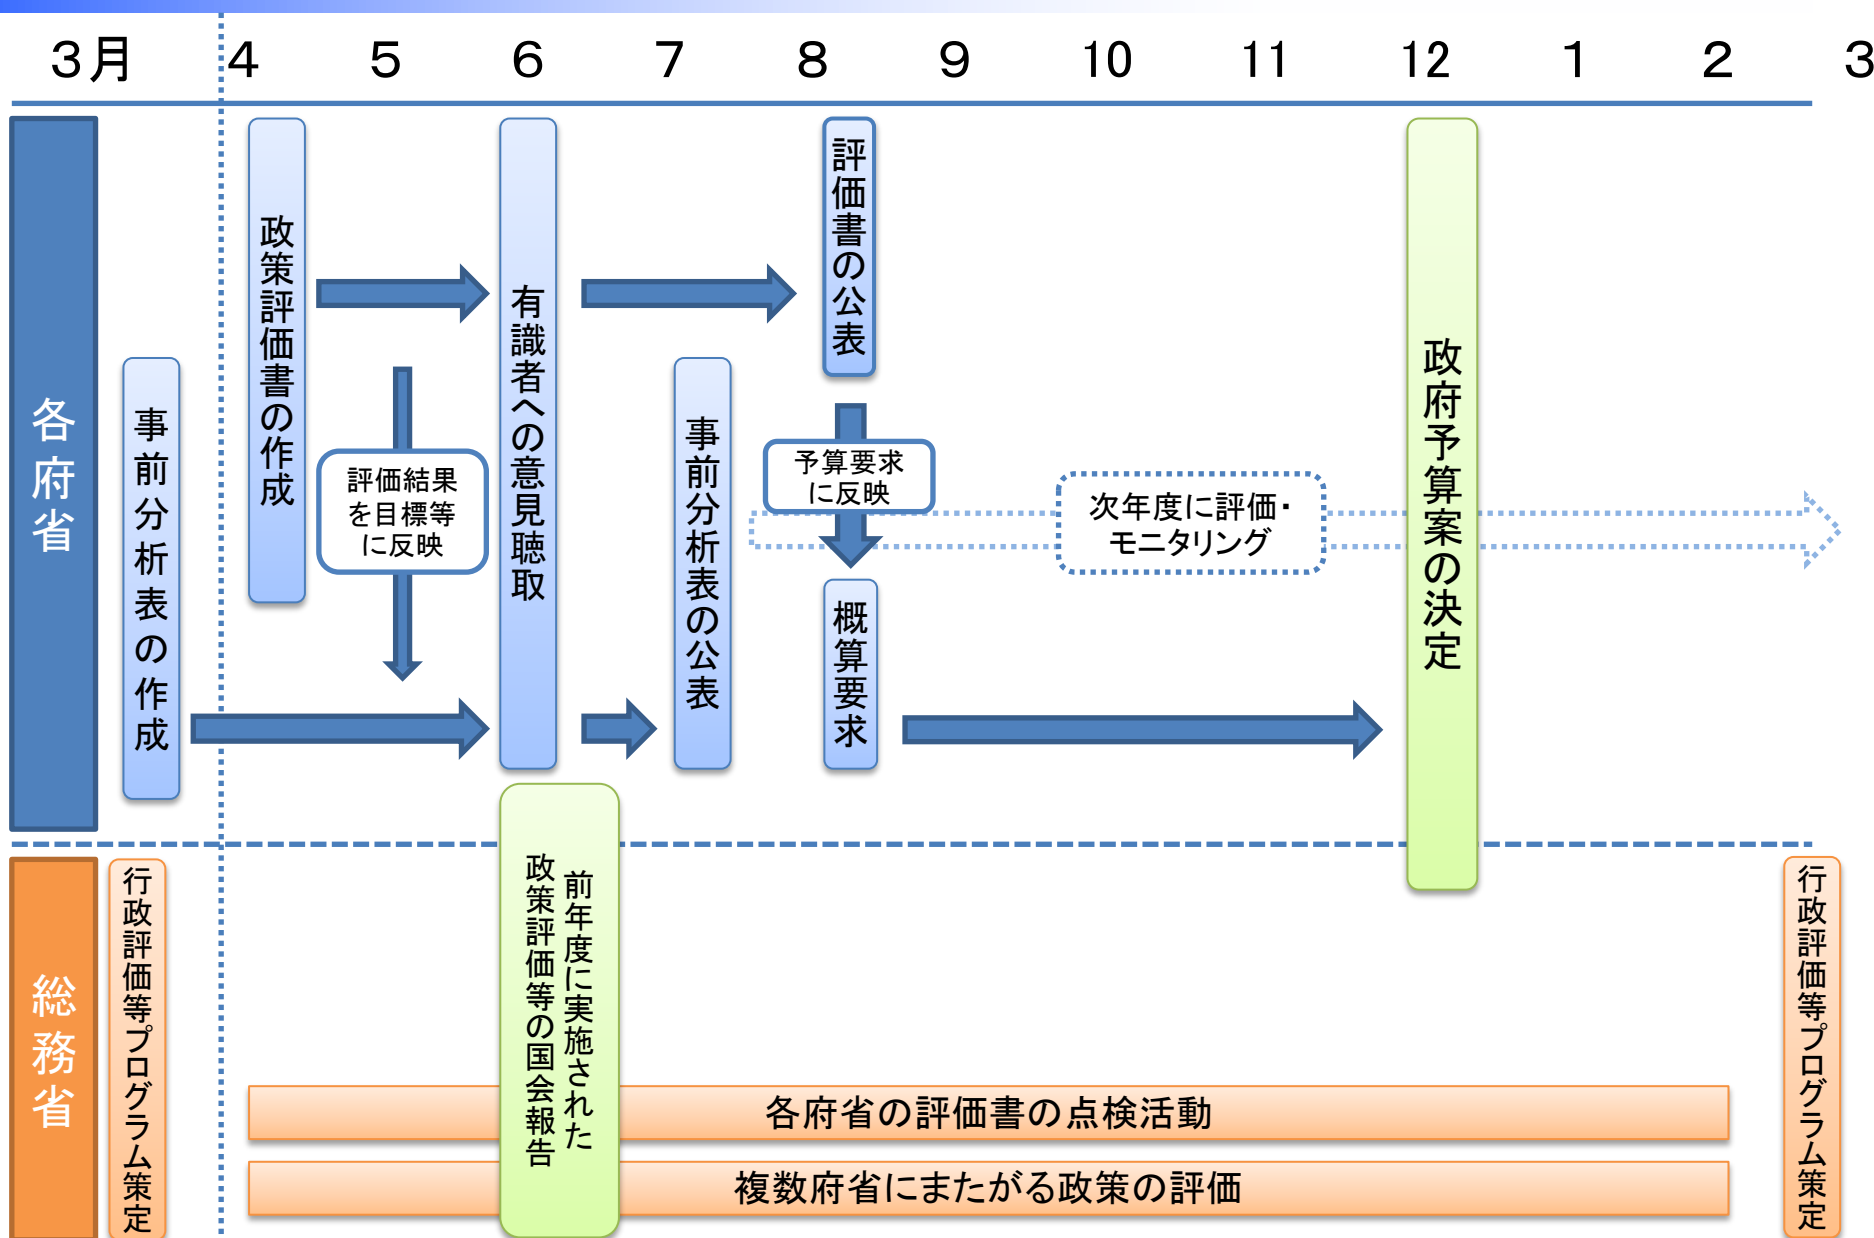 3月 4 5 6 7 8 9 10 11 12 1 2 3
各府省
事前分析表の作成
政策評価書の作成
評価結果
を目標等
に反映
有識者への意見聴取
事前分析表の公表
評価書の公表
予算要求
に反映
概算要求
次年度に評価・
モニタリング
政府予算案の決定
総務省
行政評価等プログラム策定
前年度に実施された
政策評価等の国会報告
各府省の評価書の点検活動
複数府省にまたがる政策の評価
行政評価等プログラム策定